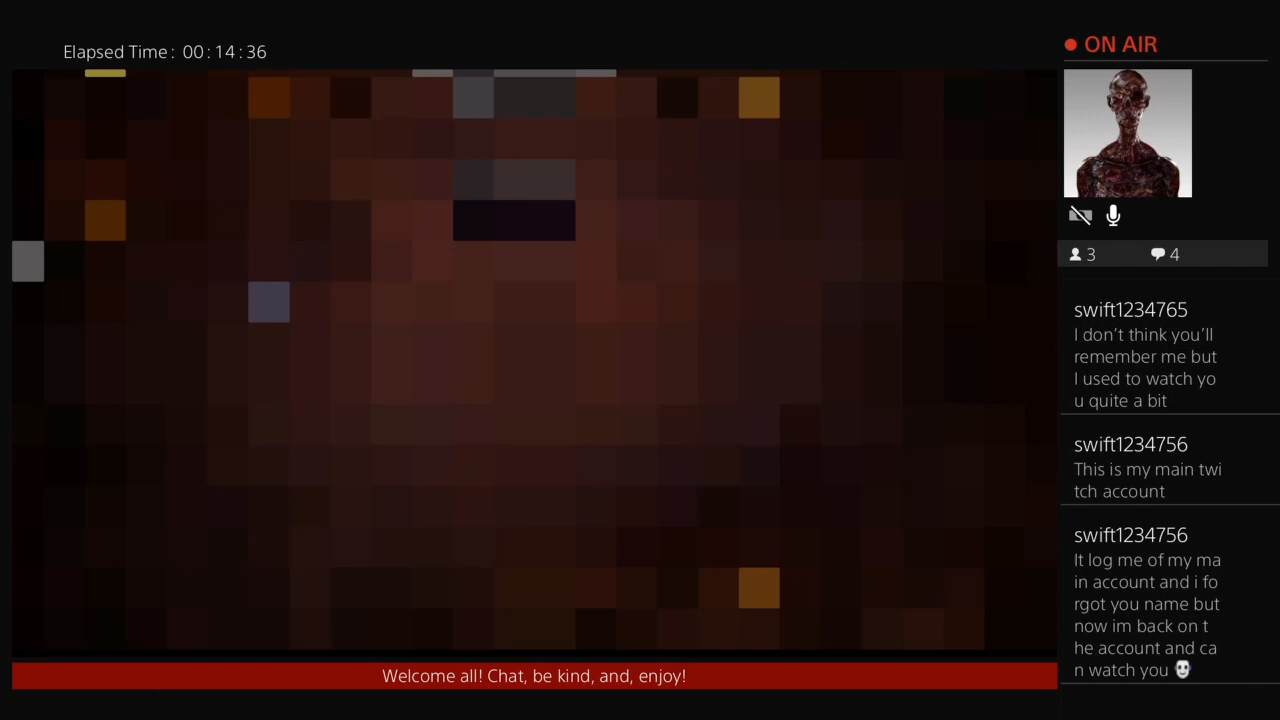 Elapsed Time: 00:14:36
ON AIR
3 4
swift1234765
I don't think you'll
remember me but
I used to watch yo
u quite a bit
swift1234756
This is my main twi
tch account
swift1234756
It log me of my ma
in account and i fo
rgot you name but
now im back on t
he account and ca
n watch you
Welcome all! Chat, be kind, and, enjoy!